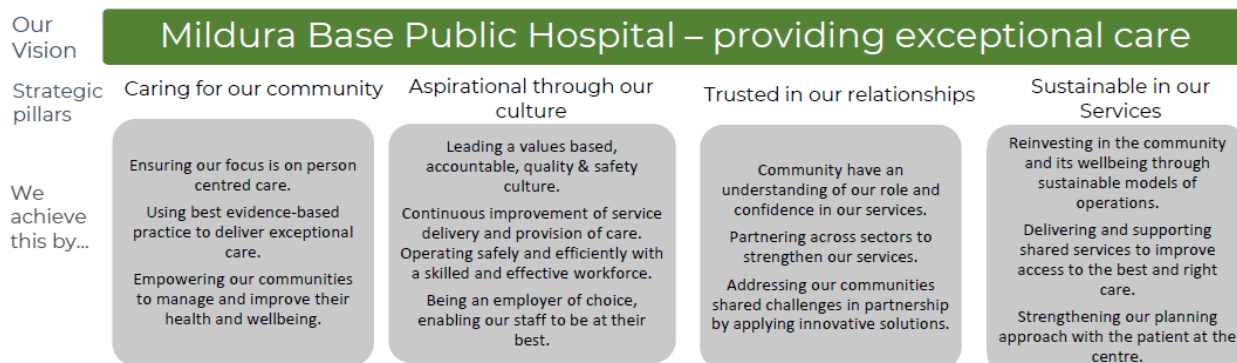 Our
Vision
Mildura Base Public Hospital – providing exceptional care
Strategic
pillars
Caring for our community
Aspirational through our
culture
Trusted in our relationships
Sustainable in our
Services
We
achieve
this by...
Ensuring our focus is on person
centred care.
Using best evidence-based
practice to deliver exceptional
care.
Empowering our communities
to manage and improve their
health and wellbeing.
Leading a values based,
accountable, quality & safety
culture.
Continuous improvement of service
delivery and provision of care.
Operating safely and efficiently with
a skilled and effective workforce.
Being an employer of choice,
enabling our staff to be at their
best.
Community have an
understanding of our role and
confidence in our services.
Partnering across sectors to
strengthen our services.
Addressing our communities
shared challenges in partnership
by applying innovative solutions.
Reinvesting in the community
and its wellbeing through
sustainable models of
operations.
Delivering and supporting
shared services to improve
access to the best and right
care.
Strengthening our planning
approach with the patient at the
centre.